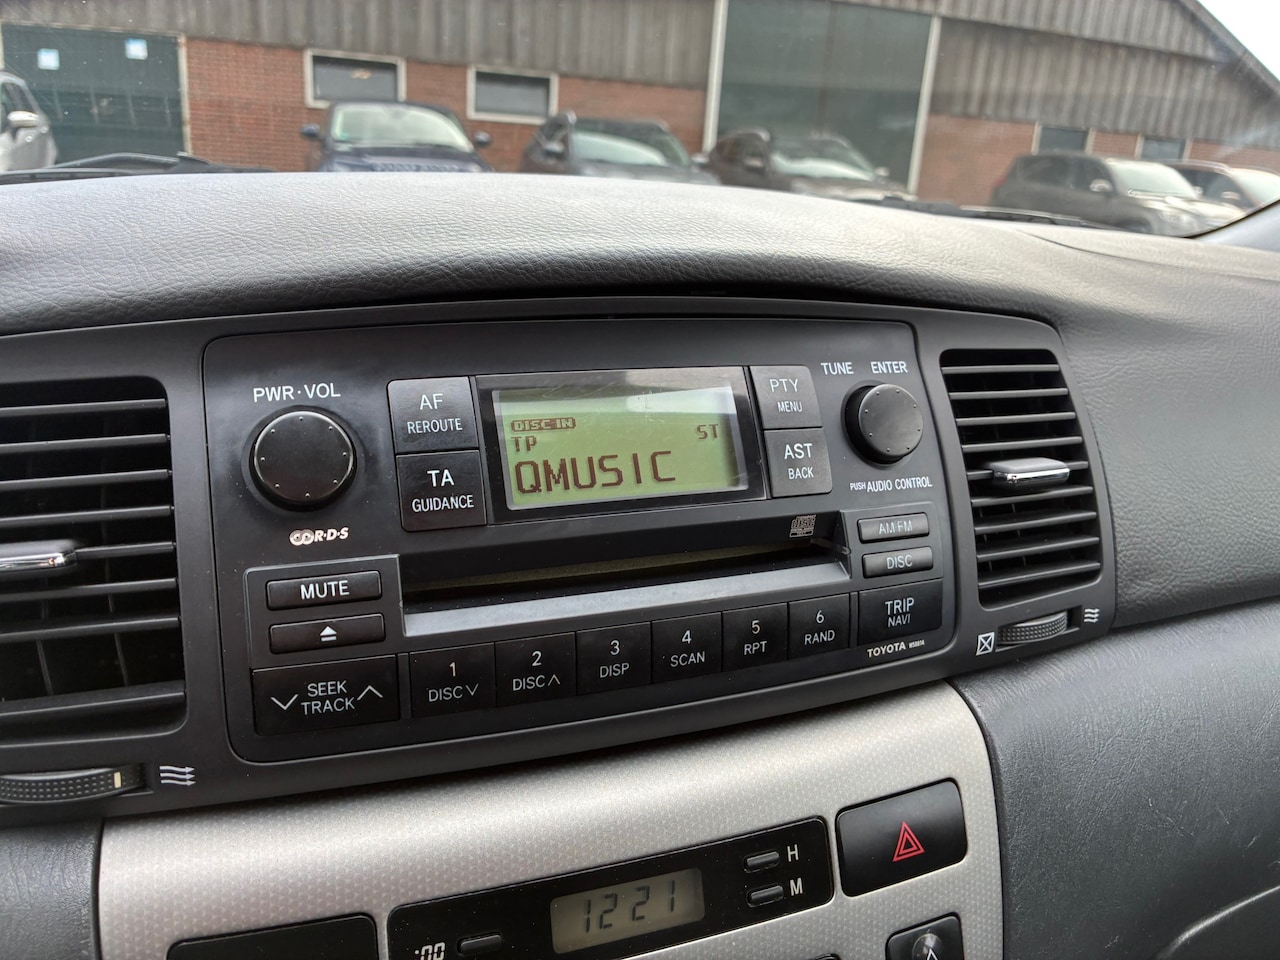 PWR·VOL
AF
REROUTE
TA
GUIDANCE
DISC IN
TP
ST
QMUSIC
PTY
MENU
AST
BACK
TUNE ENTER
PUSH AUDIO CONTROL
R·D·S
DISC
AM·FM
DISC
MUTE
SEEK
TRACK
1
DISC
2
DISC
3
DISP
4
SCAN
5
RPT
6
RAND
TRIP
NAVI
TOYOTA
H
M
12 21
:00